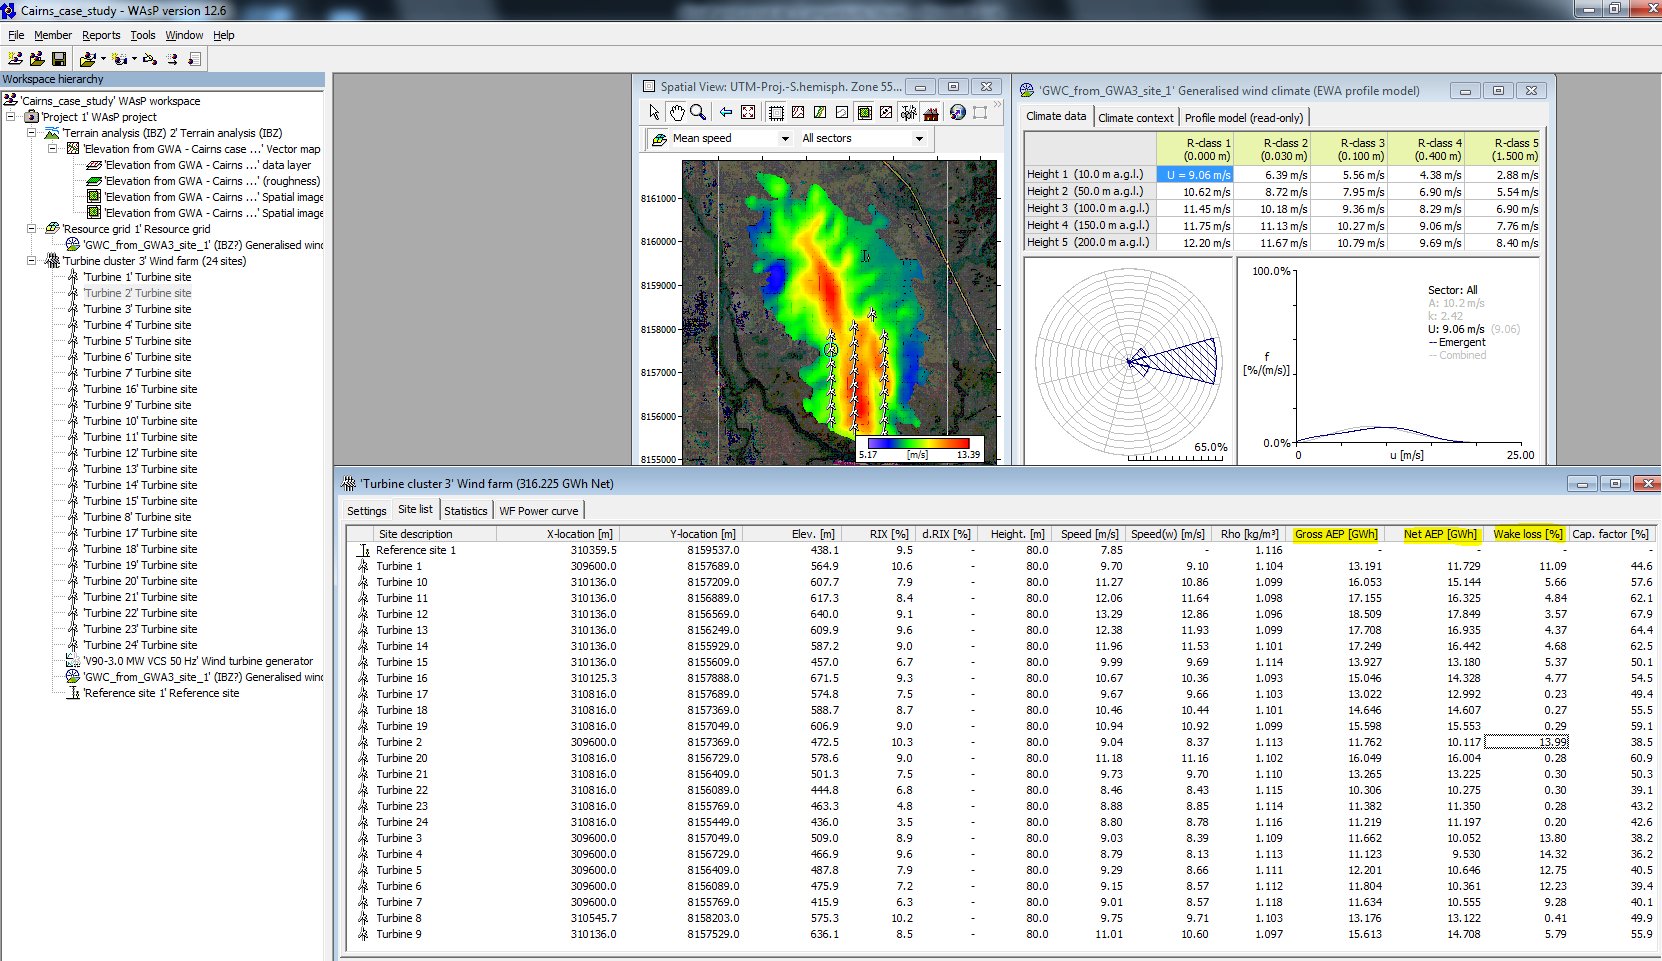 Cairns_case_study - WAsP version 12.6
File Member Reports Tools Window Help
Workspace hierarchy
'Cairns_case_study' WAsP workspace
'Project 1' WAsP project
'Terrain analysis (IBZ) 2' Terrain analysis (IBZ)
'Elevation from GWA - Cairns case ...' Vector map
'Elevation from GWA - Cairns ...' data layer
'Elevation from GWA - Cairns ...' (roughness)
'Elevation from GWA - Cairns ...' Spatial image
'Elevation from GWA - Cairns ...' Spatial image
'Resource grid 1' Resource grid
'GWC_from_GWA3_site_1' (IBZ?) Generalised wind
'Turbine cluster 3' Wind farm (24 sites)
'Turbine 1' Turbine site
'Turbine 2' Turbine site
'Turbine 3' Turbine site
'Turbine 4' Turbine site
'Turbine 5' Turbine site
'Turbine 6' Turbine site
'Turbine 7' Turbine site
'Turbine 16' Turbine site
'Turbine 9' Turbine site
'Turbine 10' Turbine site
'Turbine 11' Turbine site
'Turbine 12' Turbine site
'Turbine 13' Turbine site
'Turbine 14' Turbine site
'Turbine 15' Turbine site
'Turbine 8' Turbine site
'Turbine 17' Turbine site
'Turbine 18' Turbine site
'Turbine 19' Turbine site
'Turbine 20' Turbine site
'Turbine 21' Turbine site
'Turbine 22' Turbine site
'Turbine 23' Turbine site
'Turbine 24' Turbine site
'V90-3.0 MW VCS 50 Hz' Wind turbine generator
'GWC_from_GWA3_site_1' (IBZ?) Generalised wind
'Reference site 1' Reference site
Spatial View: UTM-Proj.-S.hemisph. Zone 55...
Mean speed All sectors
8161000
8160000
8159000
8158000
8157000
8156000
8155000
5.17 [m/s] 13.39
'GWC_from_GWA3_site_1' Generalised wind climate (EWA profile model)
Climate data Climate context Profile model (read-only)
R-class 1 R-class 2 R-class 3 R-class 4 R-class 5
(0.000 m) (0.030 m) (0.100 m) (0.400 m) (1.500 m)
Height 1 (10.0 m a.g.l.) U = 9.06 m/s 6.39 m/s 5.56 m/s 4.38 m/s 2.88 m/s
Height 2 (50.0 m a.g.l.) 10.62 m/s 8.72 m/s 7.95 m/s 6.90 m/s 5.54 m/s
Height 3 (100.0 m a.g.l.) 11.45 m/s 10.18 m/s 9.36 m/s 8.29 m/s 6.90 m/s
Height 4 (150.0 m a.g.l.) 11.75 m/s 11.13 m/s 10.27 m/s 9.06 m/s 7.76 m/s
Height 5 (200.0 m a.g.l.) 12.20 m/s 11.67 m/s 10.79 m/s 9.69 m/s 8.40 m/s
65.0%
100.0%
f
[%/(m/s)]
0.0%
0 u [m/s] 25.00
Sector: All
A: 10.2 m/s
k: 2.42
U: 9.06 m/s (9.06)
-- Emergent
-- Combined
'Turbine cluster 3' Wind farm (316.225 GWh Net)
Settings Site list Statistics WF Power curve
Site description X-location [m] Y-location [m] Elev. [m] RIX [%] d.RIX [%] Height. [m] Speed [m/s] Speed(w) [m/s] Rho [kg/m³] Gross AEP [GWh] Net AEP [GWh] Wake loss [%] Cap. factor [%]
Reference site 1 310359.5 8159537.0 438.1 9.5 - 80.0 7.85 - 1.116 - - - -
Turbine 1 309600.0 8157689.0 564.9 10.6 - 80.0 9.70 9.10 1.104 13.191 11.729 11.09 44.6
Turbine 10 310136.0 8157209.0 607.7 7.9 - 80.0 11.27 10.86 1.099 16.053 15.144 5.66 57.6
Turbine 11 310136.0 8156889.0 617.3 8.4 - 80.0 12.06 11.64 1.098 17.155 16.325 4.84 62.1
Turbine 12 310136.0 8156569.0 640.0 9.1 - 80.0 13.29 12.86 1.096 18.509 17.849 3.57 67.9
Turbine 13 310136.0 8156249.0 609.9 9.6 - 80.0 12.38 11.93 1.099 17.708 16.935 4.37 64.4
Turbine 14 310136.0 8155929.0 587.2 9.0 - 80.0 11.96 11.53 1.101 17.249 16.442 4.68 62.5
Turbine 15 310136.0 8155609.0 457.0 6.7 - 80.0 9.99 9.69 1.114 13.927 13.180 5.37 50.1
Turbine 16 310125.3 8157888.0 671.5 9.3 - 80.0 10.67 10.36 1.093 15.046 14.328 4.77 54.5
Turbine 17 310816.0 8157689.0 574.8 7.5 - 80.0 9.67 9.66 1.103 13.022 12.992 0.23 49.4
Turbine 18 310816.0 8157369.0 588.7 8.7 - 80.0 10.46 10.44 1.101 14.646 14.607 0.27 55.5
Turbine 19 310816.0 8157049.0 606.9 9.0 - 80.0 10.94 10.92 1.099 15.598 15.553 0.29 59.1
Turbine 2 309600.0 8157369.0 472.5 10.3 - 80.0 9.04 8.37 1.113 11.762 10.117 13.99 38.5
Turbine 20 310816.0 8156729.0 578.6 9.0 - 80.0 11.18 11.16 1.102 16.049 16.004 0.28 60.9
Turbine 21 310816.0 8156409.0 501.3 7.5 - 80.0 9.73 9.70 1.110 13.265 13.225 0.30 50.3
Turbine 22 310816.0 8156089.0 444.8 6.8 - 80.0 8.46 8.43 1.115 10.306 10.275 0.30 39.1
Turbine 23 310816.0 8155769.0 463.3 4.8 - 80.0 8.88 8.85 1.114 11.382 11.350 0.28 43.2
Turbine 24 310816.0 8155449.0 436.0 3.5 - 80.0 8.80 8.78 1.116 11.219 11.197 0.20 42.6
Turbine 3 309600.0 8157049.0 509.0 8.9 - 80.0 9.03 8.39 1.109 11.662 10.052 13.80 38.2
Turbine 4 309600.0 8156729.0 466.9 9.6 - 80.0 8.79 8.13 1.113 11.123 9.530 14.32 36.2
Turbine 5 309600.0 8156409.0 487.8 7.9 - 80.0 9.29 8.66 1.111 12.201 10.646 12.75 40.5
Turbine 6 309600.0 8156089.0 475.9 7.2 - 80.0 9.15 8.57 1.112 11.804 10.361 12.23 39.4
Turbine 7 309600.0 8155769.0 415.9 6.3 - 80.0 9.01 8.57 1.118 11.634 10.555 9.28 40.1
Turbine 8 310545.7 8158203.0 575.3 10.2 - 80.0 9.75 9.71 1.103 13.176 13.122 0.41 49.9
Turbine 9 310136.0 8157529.0 636.1 8.5 - 80.0 11.01 10.60 1.097 15.613 14.708 5.79 55.9